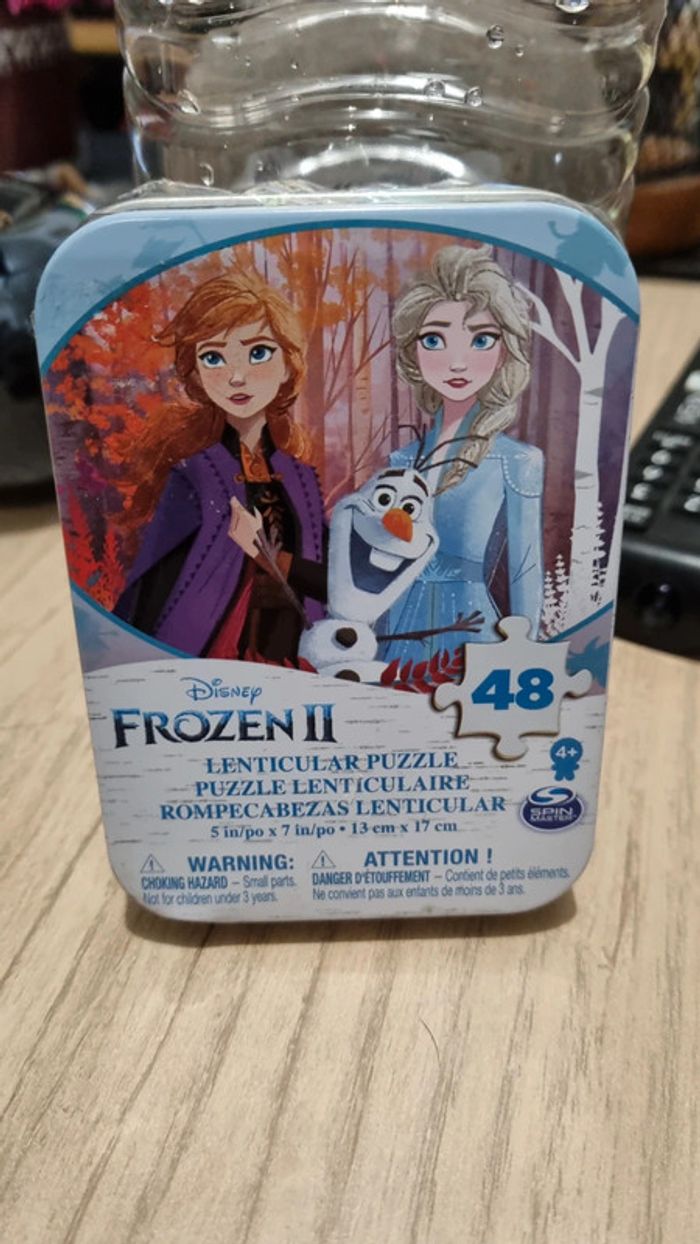 48
Disney
FROZEN II
4+
LENTICULAR PUZZLE
PUZZLE LENTICULAIRE
ROMPECABEZAS LENTICULAR
5 in/po x 7 in/po • 13 cm x 17 cm
SPIN
MASTER
WARNING:
CHOKING HAZARD – Small parts.
Not for children under 3 years.
ATTENTION !
DANGER D'ÉTOUFFEMENT – Contient de petits éléments.
Ne convient pas aux enfants de moins de 3 ans.